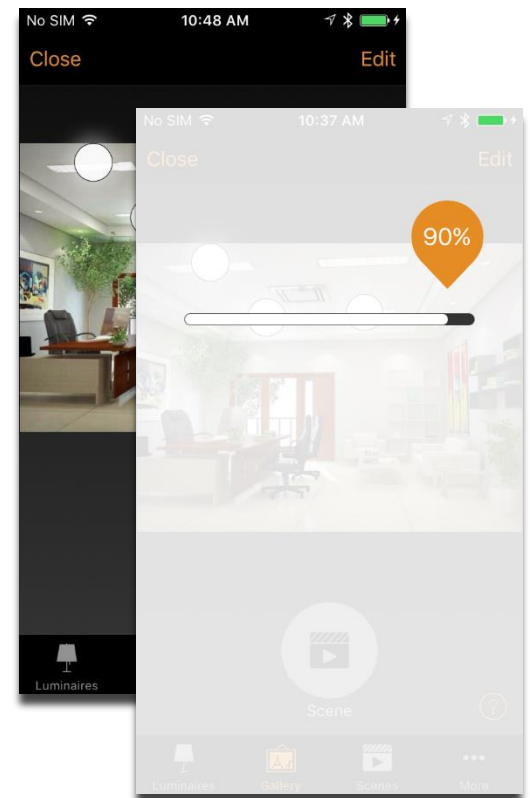 No SIM 10:48 AM
Close Edit
Luminaires
No SIM 10:37 AM
Close Edit
90%
Scene
?
Luminaires Gallery Scenes More